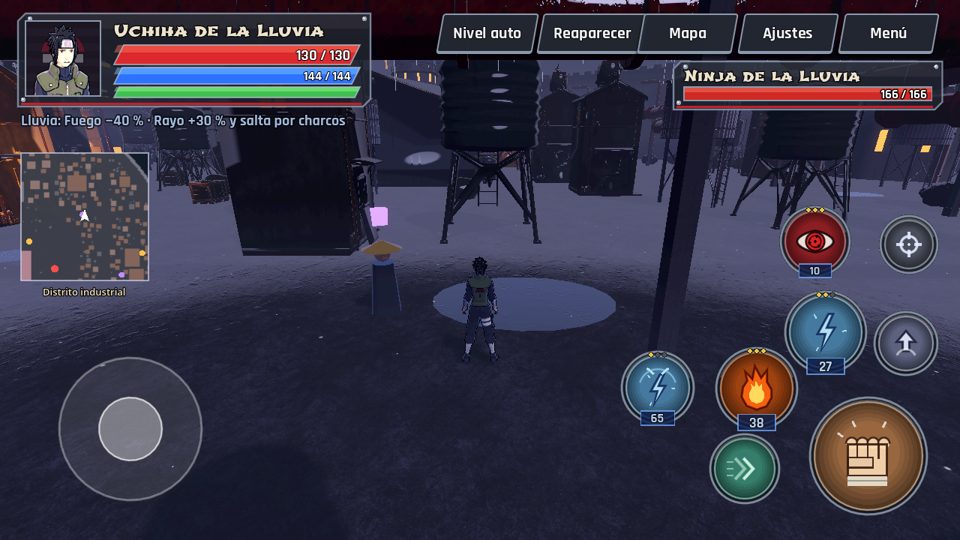 Uchiha de la Lluvia
130 / 130
144 / 144
Lluvia: Fuego −40 % · Rayo +30 % y salta por charcos
Nivel auto
Reaparecer
Mapa
Ajustes
Menú
Ninja de la Lluvia
166 / 166
Distrito industrial
10
27
65
38